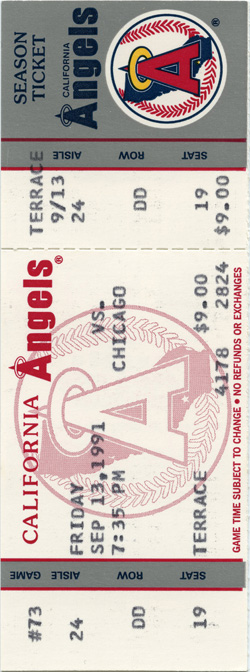 SEASON
TICKET
CALIFORNIA
Angels
®
AISLE ROW SEAT
TERRACE
9/13
24 DD 19
$9.00
CALIFORNIA Angels®
FRIDAY
SEP 13,1991 VS.
7:35 PM CHICAGO
TERRACE $9.00
4178 2824
GAME TIME SUBJECT TO CHANGE • NO REFUNDS OR EXCHANGES
GAME AISLE ROW SEAT
#73 24 DD 19